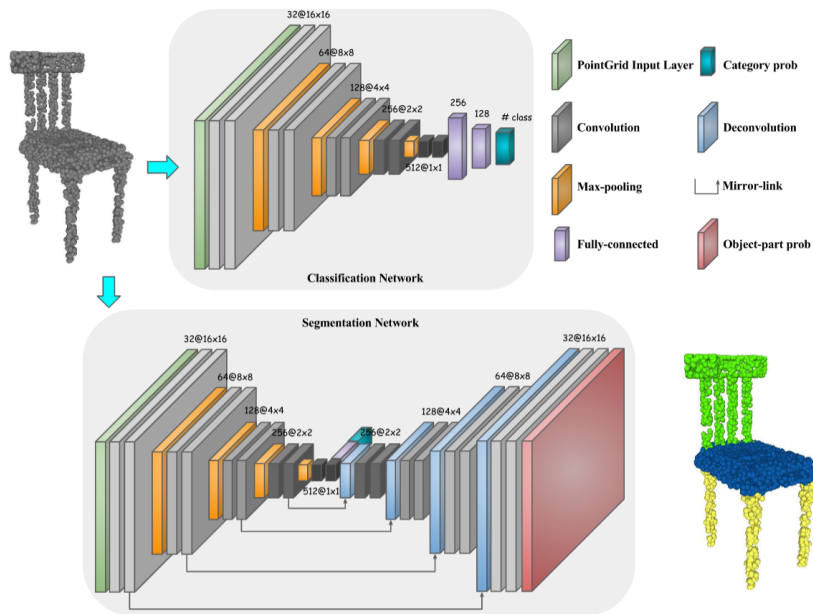 32@16x16
64@8x8
128@4x4
256@2x2
512@1x1
256
128
# class
Classification Network
PointGrid Input Layer
Category prob
Convolution
Deconvolution
Max-pooling
Mirror-link
Fully-connected
Object-part prob
Segmentation Network
32@16x16
64@8x8
128@4x4
256@2x2
512@1x1
256@2x2
128@4x4
64@8x8
32@16x16